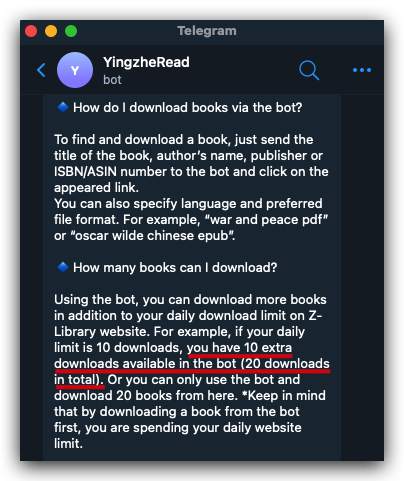 Telegram
Y
YingzheRead
bot
How do I download books via the bot?
To find and download a book, just send the
title of the book, author's name, publisher or
ISBN/ASIN number to the bot and click on the
appeared link.
You can also specify language and preferred
file format. For example, “war and peace pdf”
or “oscar wilde chinese epub”.
How many books can I download?
Using the bot, you can download more books
in addition to your daily download limit on Z-
Library website. For example, if your daily
limit is 10 downloads, you have 10 extra
downloads available in the bot (20 downloads
in total). Or you can only use the bot and
download 20 books from here. *Keep in mind
that by downloading a book from the bot
first, you are spending your daily website
limit.